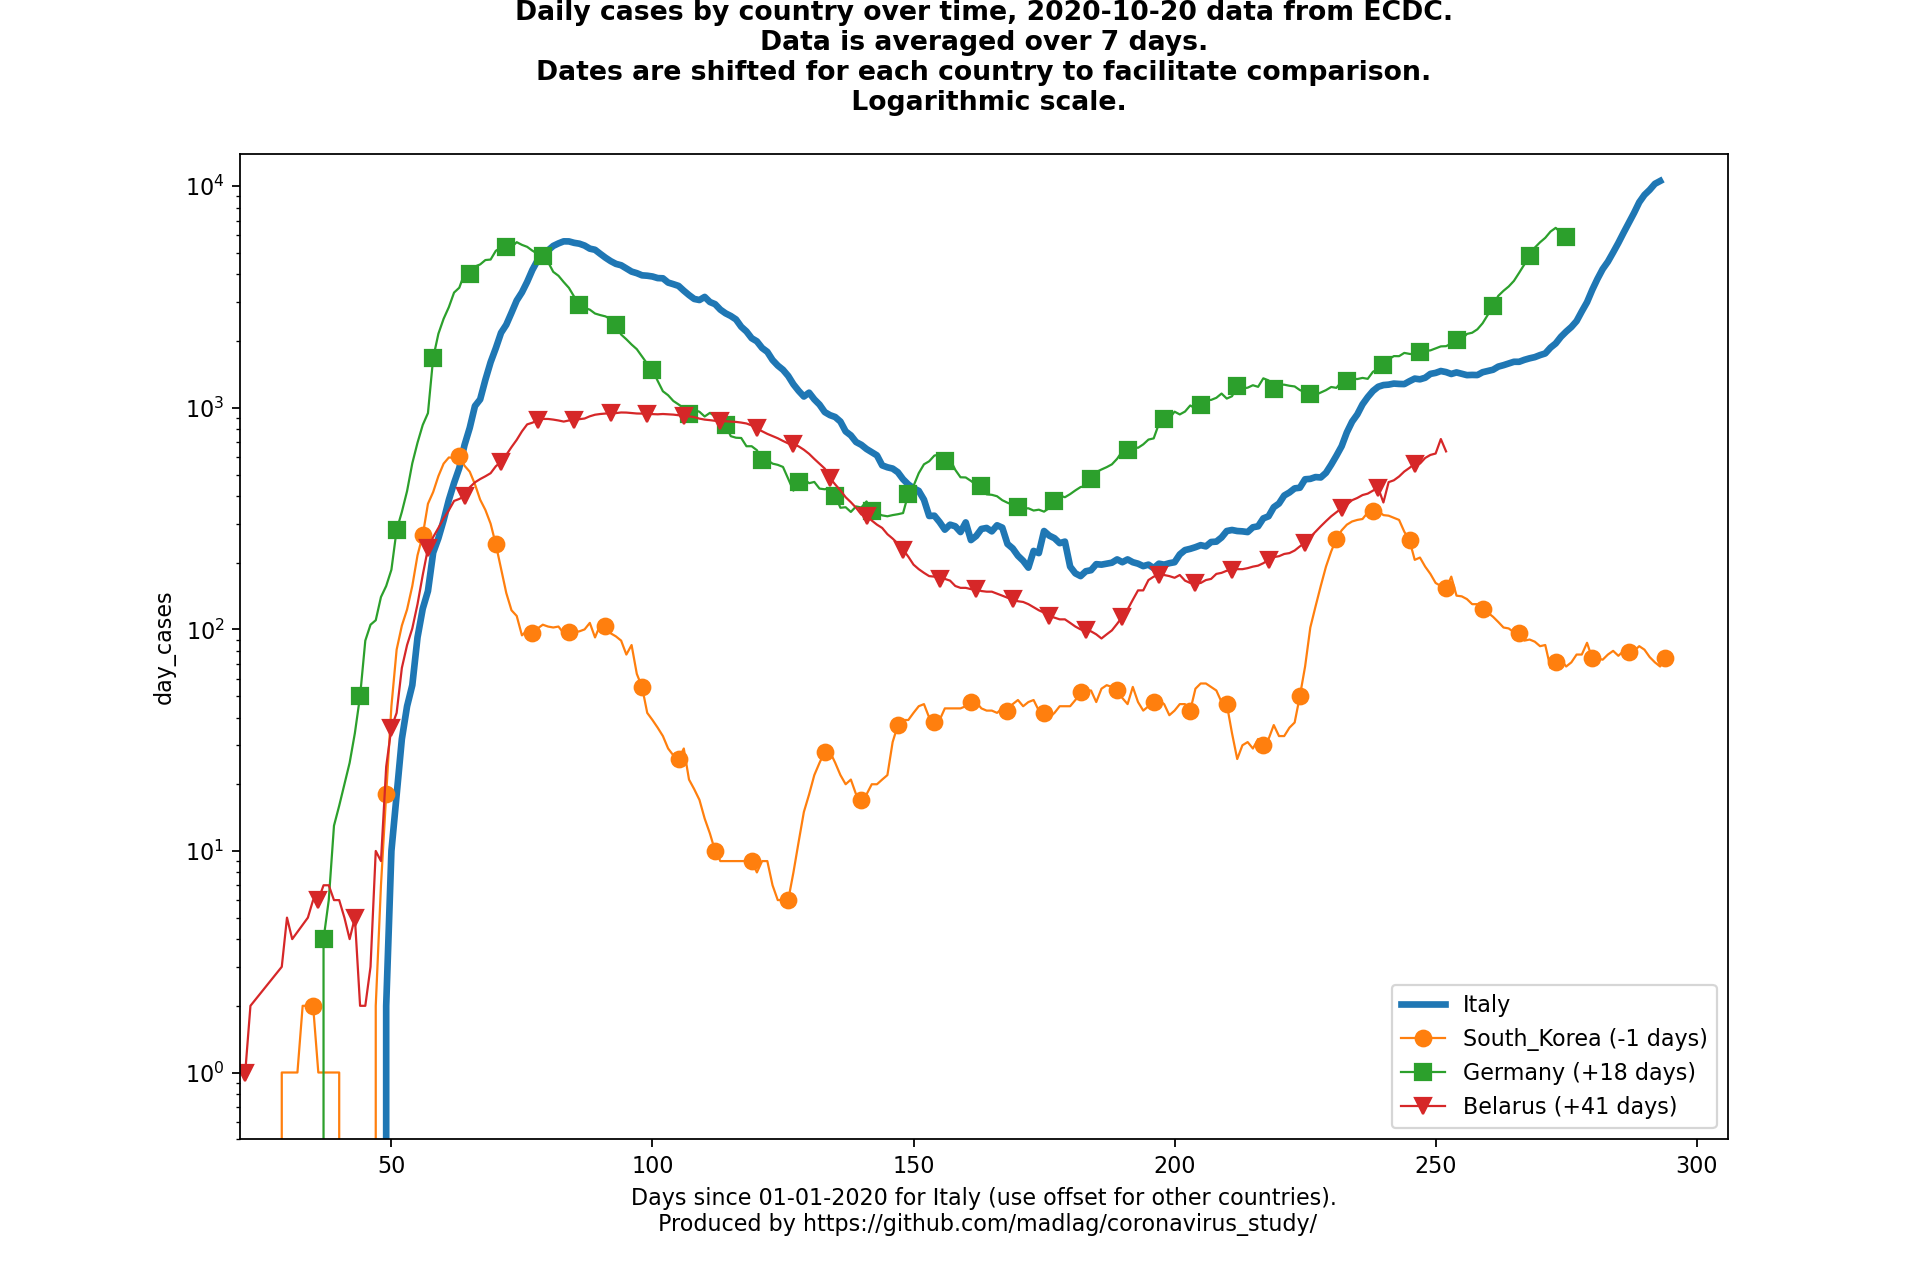 Daily cases by country over time, 2020-10-20 data from ECDC.
Data is averaged over 7 days.
Dates are shifted for each country to facilitate comparison.
Logarithmic scale.
10⁴
10³
10²
10¹
10⁰
day_cases
Italy
South_Korea (-1 days)
Germany (+18 days)
Belarus (+41 days)
50 100 150 200 250 300
Days since 01-01-2020 for Italy (use offset for other countries).
Produced by https://github.com/madlag/coronavirus_study/